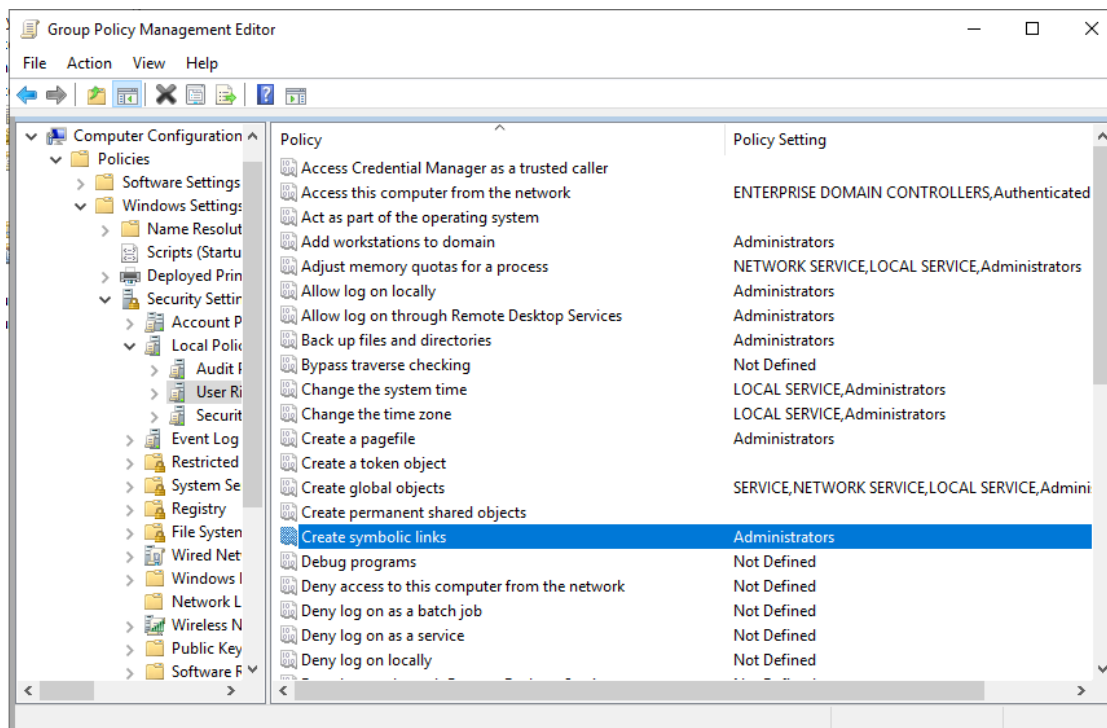 Group Policy Management Editor
File Action View Help
Computer Configuration
Policies
Software Settings
Windows Settings
Name Resolut
Scripts (Startu
Deployed Prin
Security Settin
Account P
Local Polic
Audit P
User Ri
Securit
Event Log
Restricted
System Se
Registry
File System
Wired Net
Windows
Network L
Wireless N
Public Key
Software R
Policy Policy Setting
Access Credential Manager as a trusted caller
Access this computer from the network ENTERPRISE DOMAIN CONTROLLERS,Authenticated
Act as part of the operating system
Add workstations to domain Administrators
Adjust memory quotas for a process NETWORK SERVICE,LOCAL SERVICE,Administrators
Allow log on locally Administrators
Allow log on through Remote Desktop Services Administrators
Back up files and directories Administrators
Bypass traverse checking Not Defined
Change the system time LOCAL SERVICE,Administrators
Change the time zone LOCAL SERVICE,Administrators
Create a pagefile Administrators
Create a token object
Create global objects SERVICE,NETWORK SERVICE,LOCAL SERVICE,Admini
Create permanent shared objects
Create symbolic links Administrators
Debug programs Not Defined
Deny access to this computer from the network Not Defined
Deny log on as a batch job Not Defined
Deny log on as a service Not Defined
Deny log on locally Not Defined